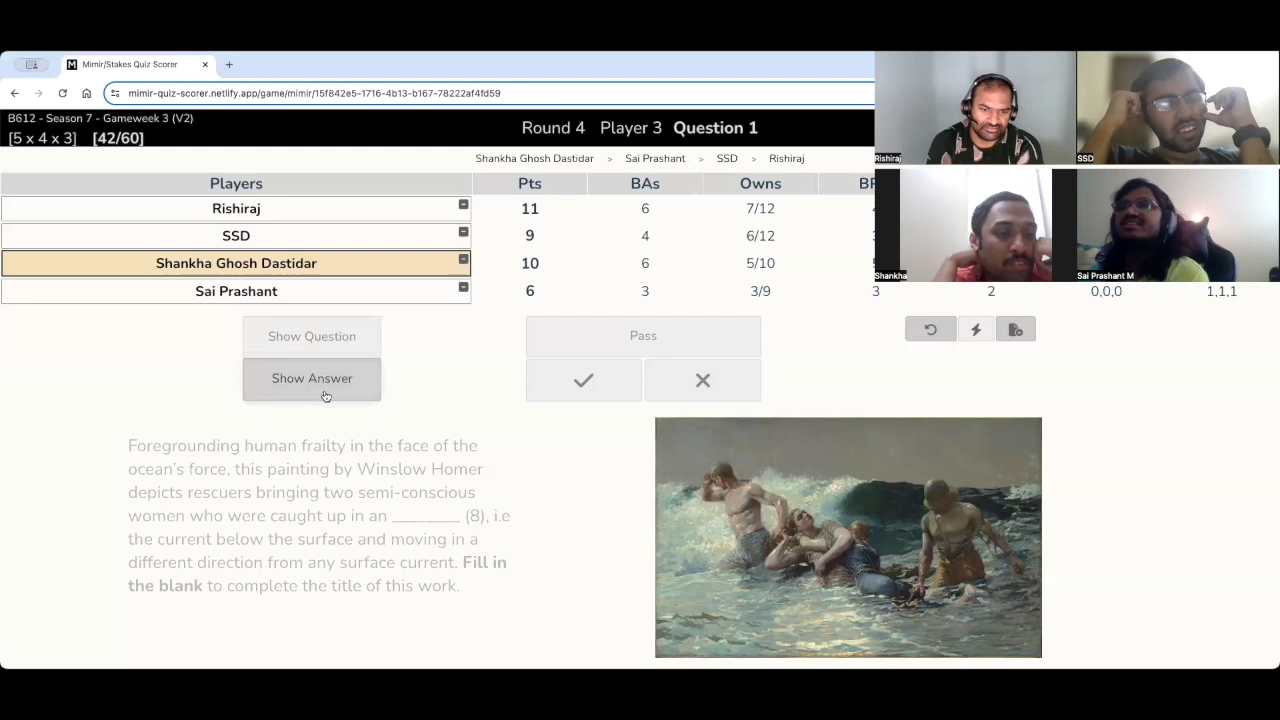 Mimir/Stakes Quiz Scorer
mimir-quiz-scorer.netlify.app/game/mimir/15f842e5-1716-4b13-b167-78222af4fd59
B612 - Season 7 - Gameweek 3 (V2)
[5 x 4 x 3] [42/60]
Round 4 Player 3 Question 1
Shankha Ghosh Dastidar > Sai Prashant > SSD > Rishiraj
Players Pts BAs Owns
Rishiraj 11 6 7/12
SSD 9 4 6/12
Shankha Ghosh Dastidar 10 6 5/10
Sai Prashant 6 3 3/9 3 2 0,0,0 1,1,1
Rishiraj
SSD
Shankha
Sai Prashant M
Show Question
Pass
Show Answer
Foregrounding human frailty in the face of the
ocean's force, this painting by Winslow Homer
depicts rescuers bringing two semi-conscious
women who were caught up in an ________ (8), i.e
the current below the surface and moving in a
different direction from any surface current. Fill in
the blank to complete the title of this work.